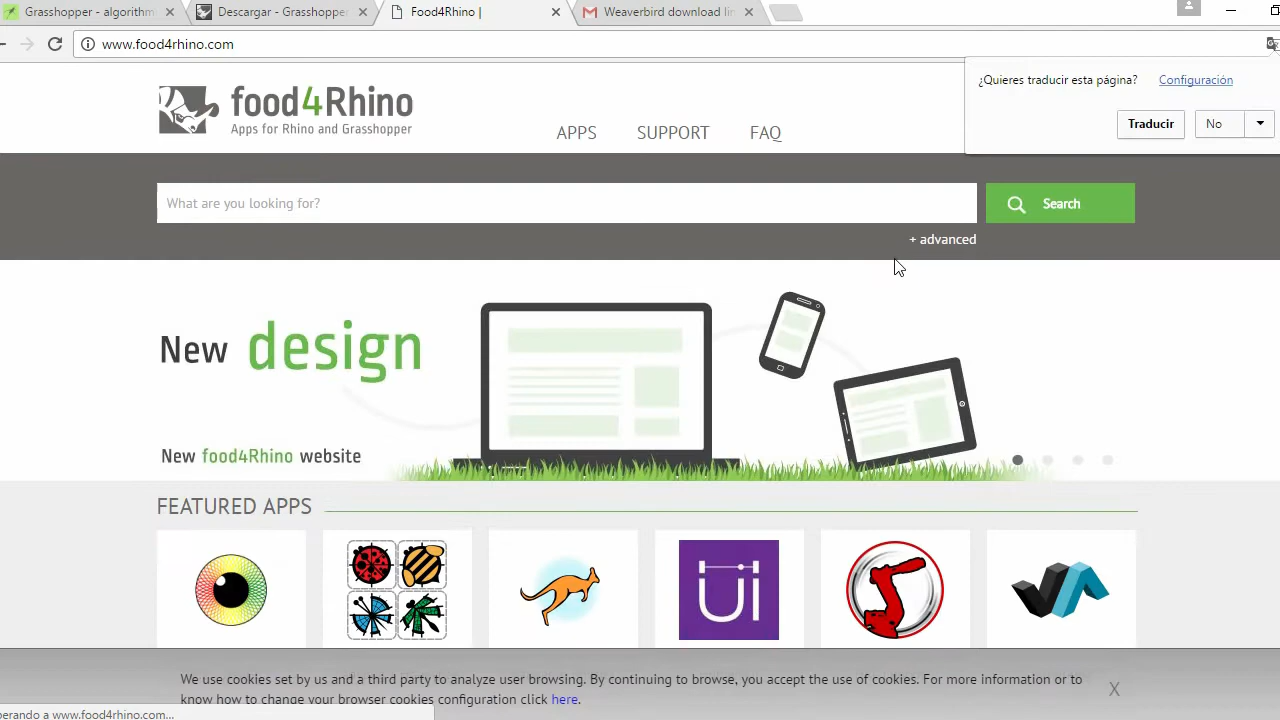 Grasshopper - algorithm
Descargar - Grasshopper
Food4Rhino |
Weaverbird download lin
www.food4rhino.com
¿Quieres traducir esta página?
Configuración
Traducir
No
food4Rhino
Apps for Rhino and Grasshopper
APPS
SUPPORT
FAQ
What are you looking for?
Search
+ advanced
New design
New food4Rhino website
FEATURED APPS
UI
We use cookies set by us and a third party to analyze user browsing. By continuing to browse, you accept the use of cookies. For more information or to
know how to change your browser cookies configuration click here.
X
perando a www.food4rhino.com...